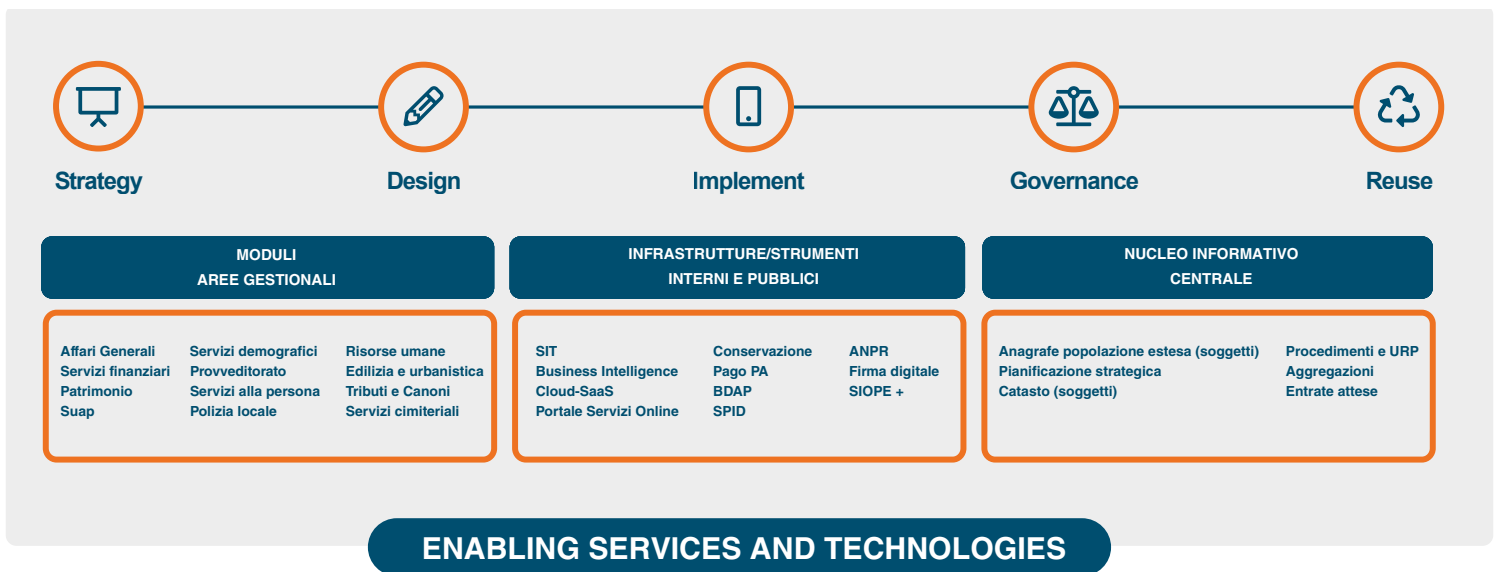 Strategy
Design
Implement
Governance
Reuse
MODULI
AREE GESTIONALI
Affari Generali
Servizi finanziari
Patrimonio
Suap
Servizi demografici
Provveditorato
Servizi alla persona
Polizia locale
Risorse umane
Edilizia e urbanistica
Tributi e Canoni
Servizi cimiteriali
INFRASTRUTTURE/STRUMENTI
INTERNI E PUBBLICI
SIT
Business Intelligence
Cloud-SaaS
Portale Servizi Online
Conservazione
Pago PA
BDAP
SPID
ANPR
Firma digitale
SIOPE +
NUCLEO INFORMATIVO
CENTRALE
Anagrafe popolazione estesa (soggetti)
Pianificazione strategica
Catasto (soggetti)
Procedimenti e URP
Aggregazioni
Entrate attese
ENABLING SERVICES AND TECHNOLOGIES